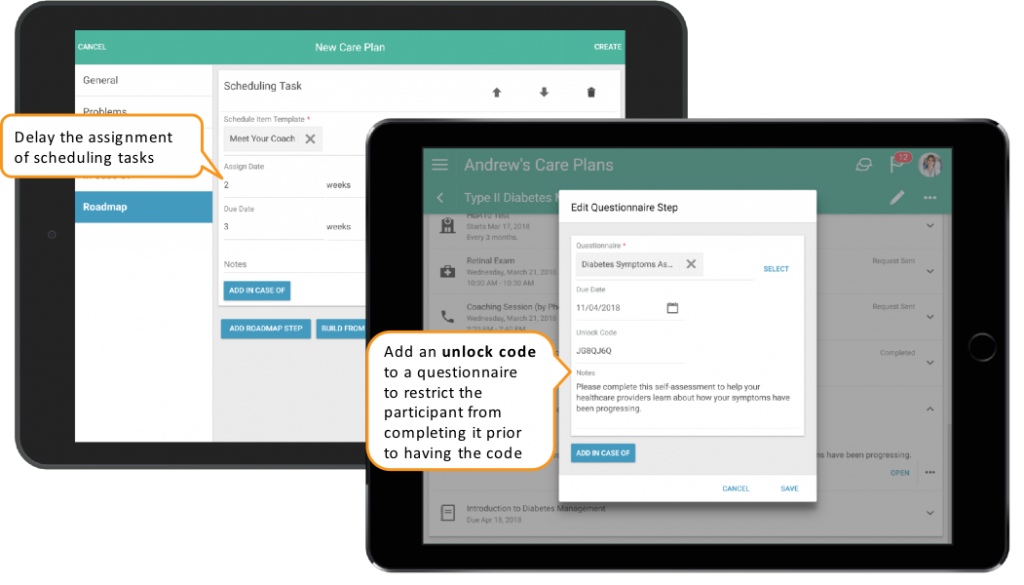 CANCEL
New Care Plan
CREATE
General
Problems
Roadmap
Scheduling Task
Schedule Item Template *
Meet Your Coach
Assign Date
2 weeks
Due Date
3 weeks
Notes
ADD IN CASE OF
ADD ROADMAP STEP
BUILD FROM
Delay the assignment
of scheduling tasks
Andrew's Care Plans
12
Type II Diabetes
Starts Mar 17, 2018
Every 3 months.
Retinal Exam
Wednesday, March 21, 2018
10:30 AM - 10:30 AM
Request Sent
Coaching Session (by Ph
Wednesday, March 21, 2018
Request Sent
Completed
ms have been progressing.
OPEN
Introduction to Diabetes Management
Due Apr 18, 2018
Edit Questionnaire Step
Questionnaire *
Diabetes Symptoms As...
SELECT
Due Date
11/04/2018
Unlock Code
JG8QJ6Q
Notes
Please complete this self-assessment to help your
healthcare providers learn about how your symptoms have
been progressing.
ADD IN CASE OF
CANCEL
SAVE
Add an unlock code
to a questionnaire
to restrict the
participant from
completing it prior
to having the code